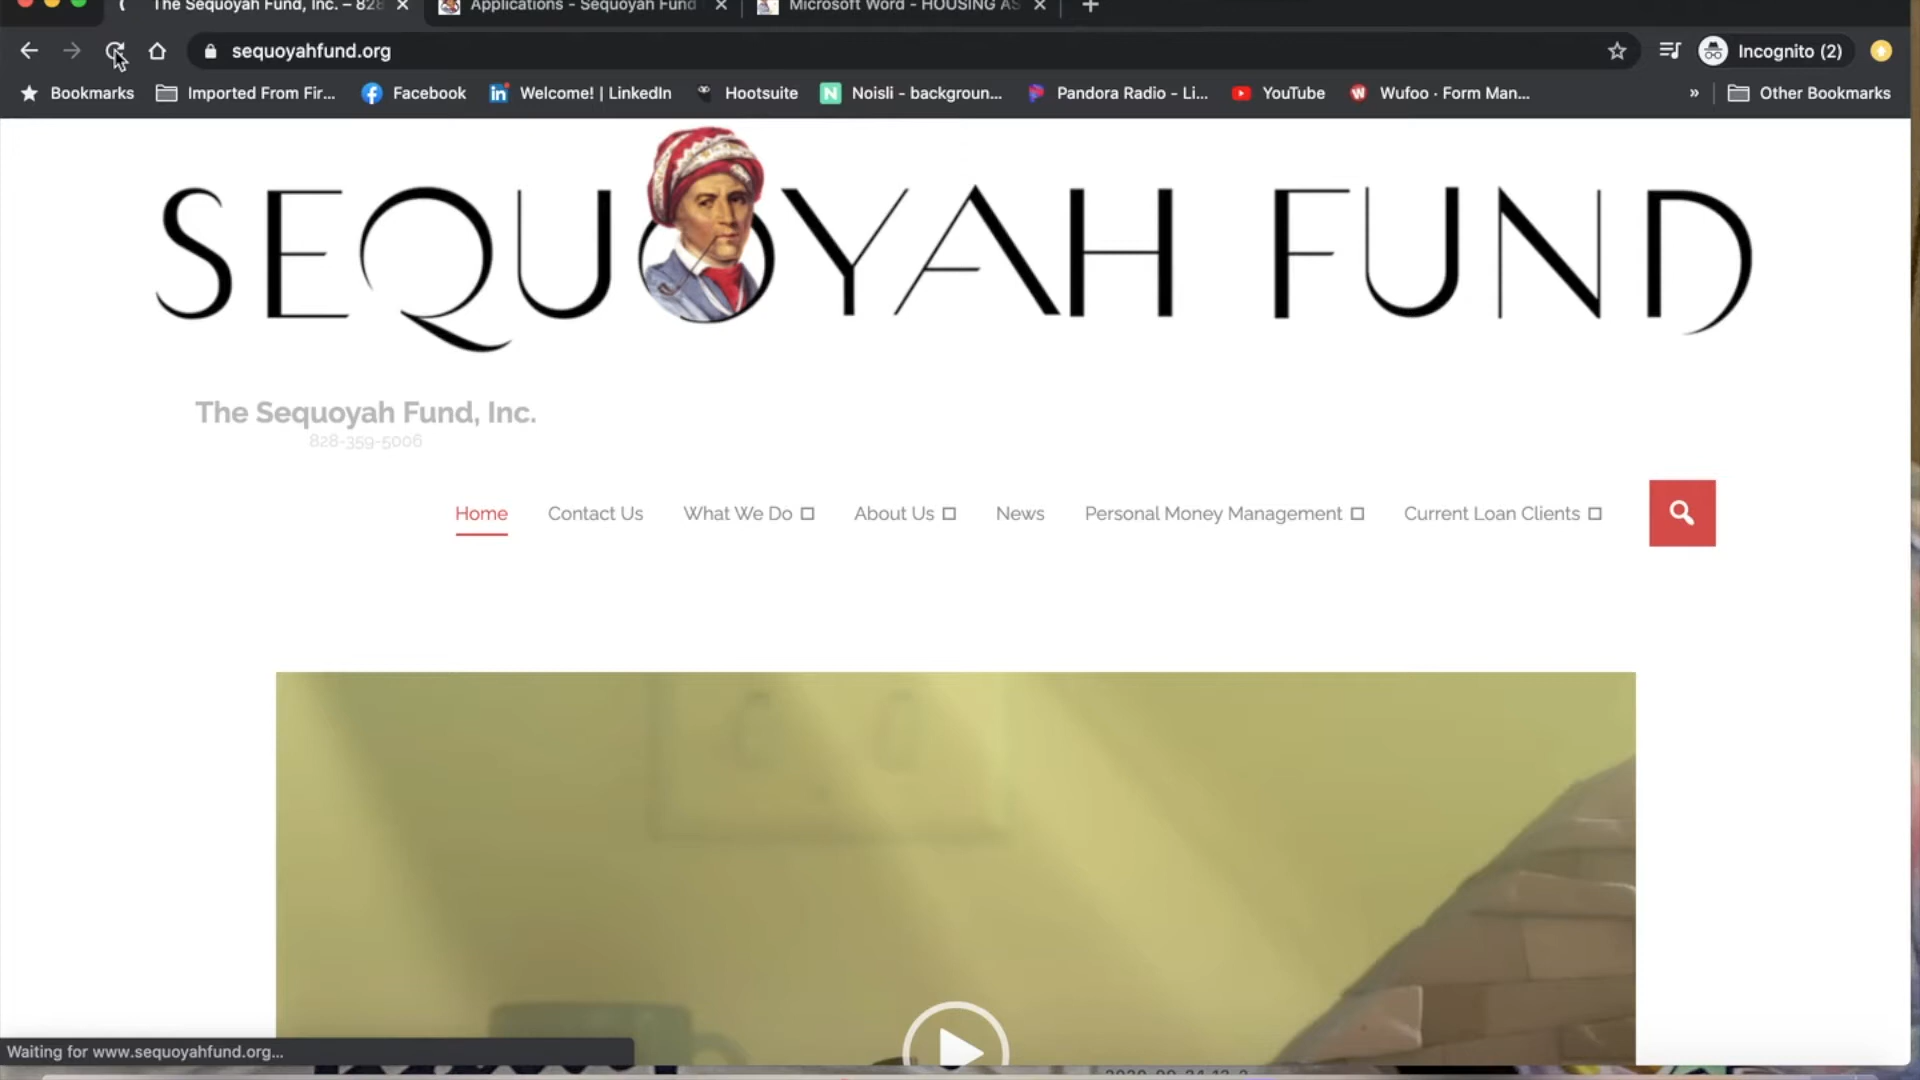 The Sequoyah Fund, Inc. – 828
Applications - Sequoyah Fund
Microsoft Word - HOUSING AS
sequoyahfund.org
Incognito (2)
Bookmarks
Imported From Fir...
Facebook
Welcome! | LinkedIn
Hootsuite
Noisli - backgroun...
Pandora Radio - Li...
YouTube
Wufoo · Form Man...
»
Other Bookmarks
SEQUOYAH FUND
The Sequoyah Fund, Inc.
828-359-5006
Home
Contact Us
What We Do
About Us
News
Personal Money Management
Current Loan Clients
Waiting for www.sequoyahfund.org...